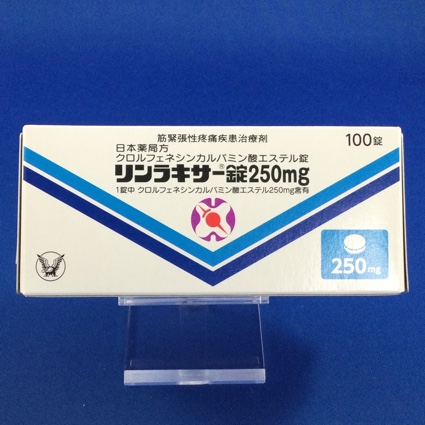 筋緊張性疼痛疾患治療剤
100錠
日本薬局方
クロルフェネシンカルバミン酸エステル錠
リンラキサー®錠250mg
1錠中 クロルフェネシンカルバミン酸エステル250mg含有
250mg